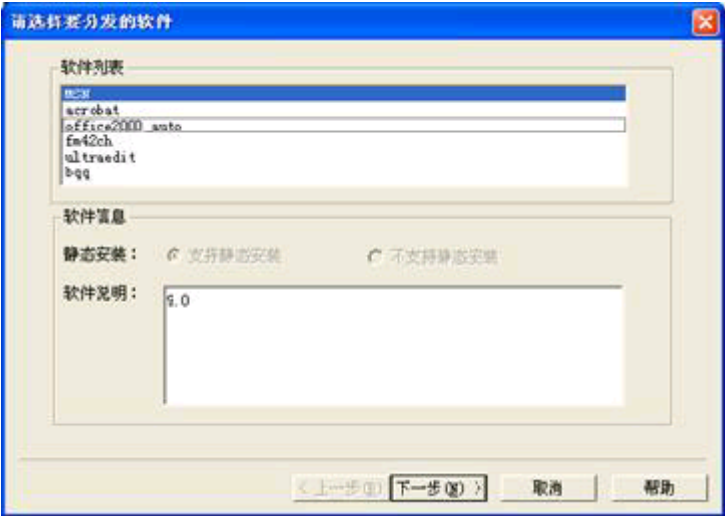 请选择要分发的软件
软件列表
msn
acrobat
office2000_auto
fm42ch
ultraedit
bgq
软件信息
静态安装：
支持静态安装
不支持静态安装
软件说明：
9.0
< 上一步(B)
下一步(N) >
取消
帮助